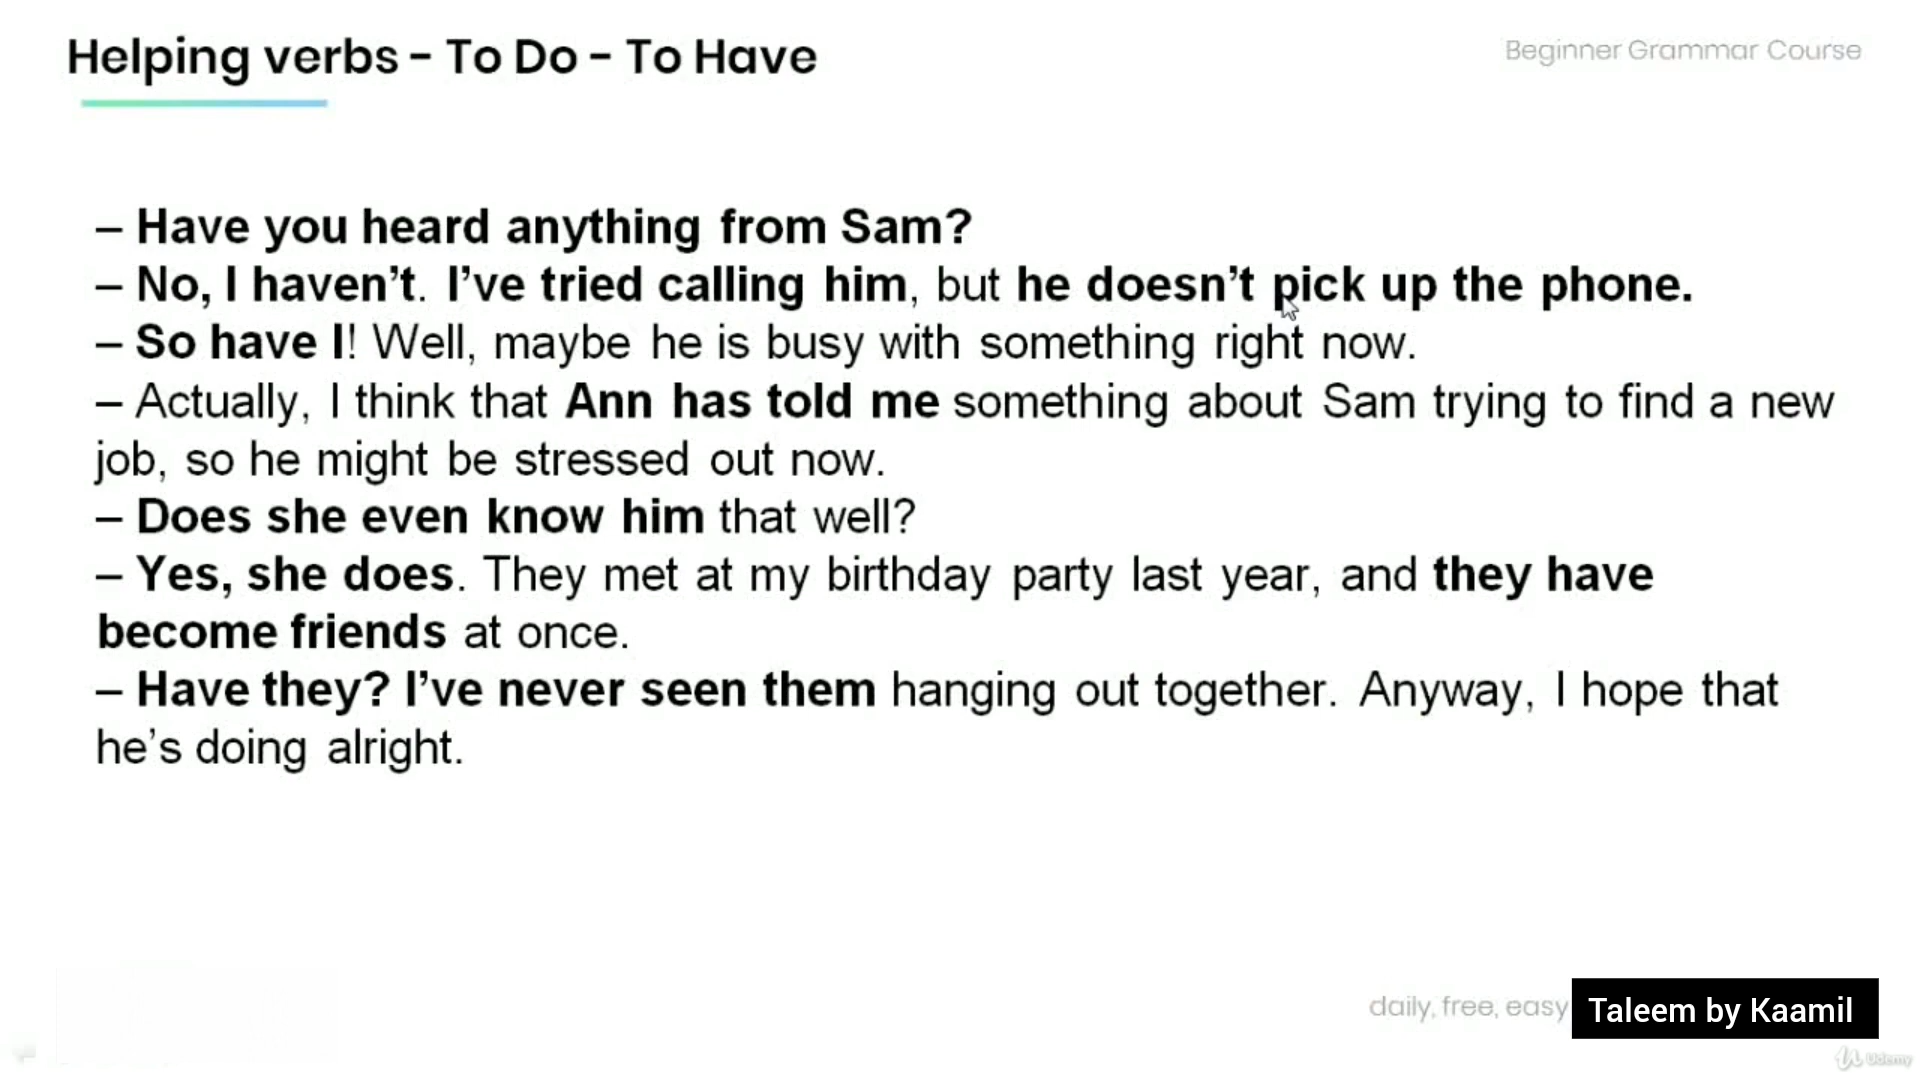 Helping verbs – To Do – To Have
Beginner Grammar Course
– Have you heard anything from Sam?
– No, I haven’t. I’ve tried calling him, but he doesn’t pick up the phone.
– So have I! Well, maybe he is busy with something right now.
– Actually, I think that Ann has told me something about Sam trying to find a new
job, so he might be stressed out now.
– Does she even know him that well?
– Yes, she does. They met at my birthday party last year, and they have
become friends at once.
– Have they? I’ve never seen them hanging out together. Anyway, I hope that
he’s doing alright.
daily, free, easy
Taleem by Kaamil
Udemy